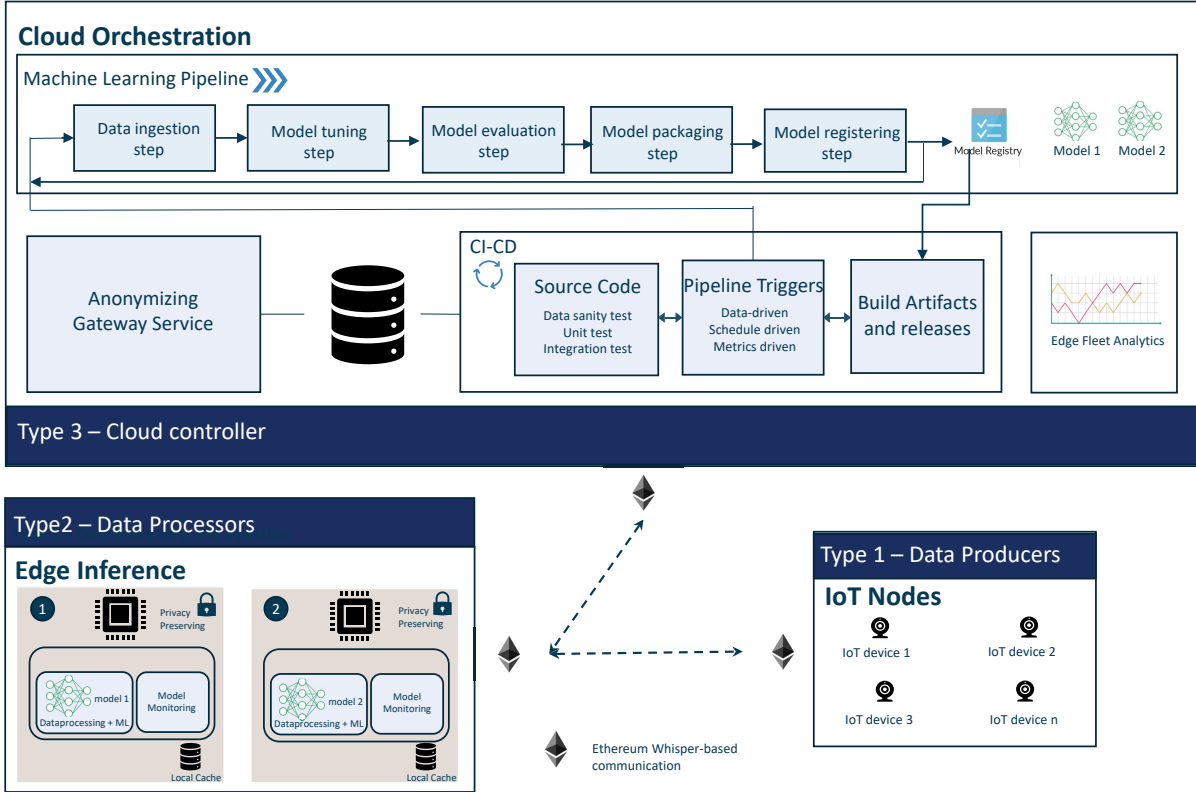 Cloud Orchestration
Machine Learning Pipeline
Data ingestion
step
Model tuning
step
Model evaluation
step
Model packaging
step
Model registering
step
Model Registry
Model 1
Model 2
Anonymizing
Gateway Service
CI-CD
Source Code
Data sanity test
Unit test
Integration test
Pipeline Triggers
Data-driven
Schedule driven
Metrics driven
Build Artifacts
and releases
Edge Fleet Analytics
Type 3 – Cloud controller
Type2 – Data Processors
Edge Inference
1
Privacy
Preserving
model 1
Dataprocessing + ML
Model
Monitoring
Local Cache
2
Privacy
Preserving
model 2
Dataprocessing + ML
Model
Monitoring
Local Cache
Type 1 – Data Producers
IoT Nodes
IoT device 1
IoT device 2
IoT device 3
IoT device n
Ethereum Whisper-based
communication